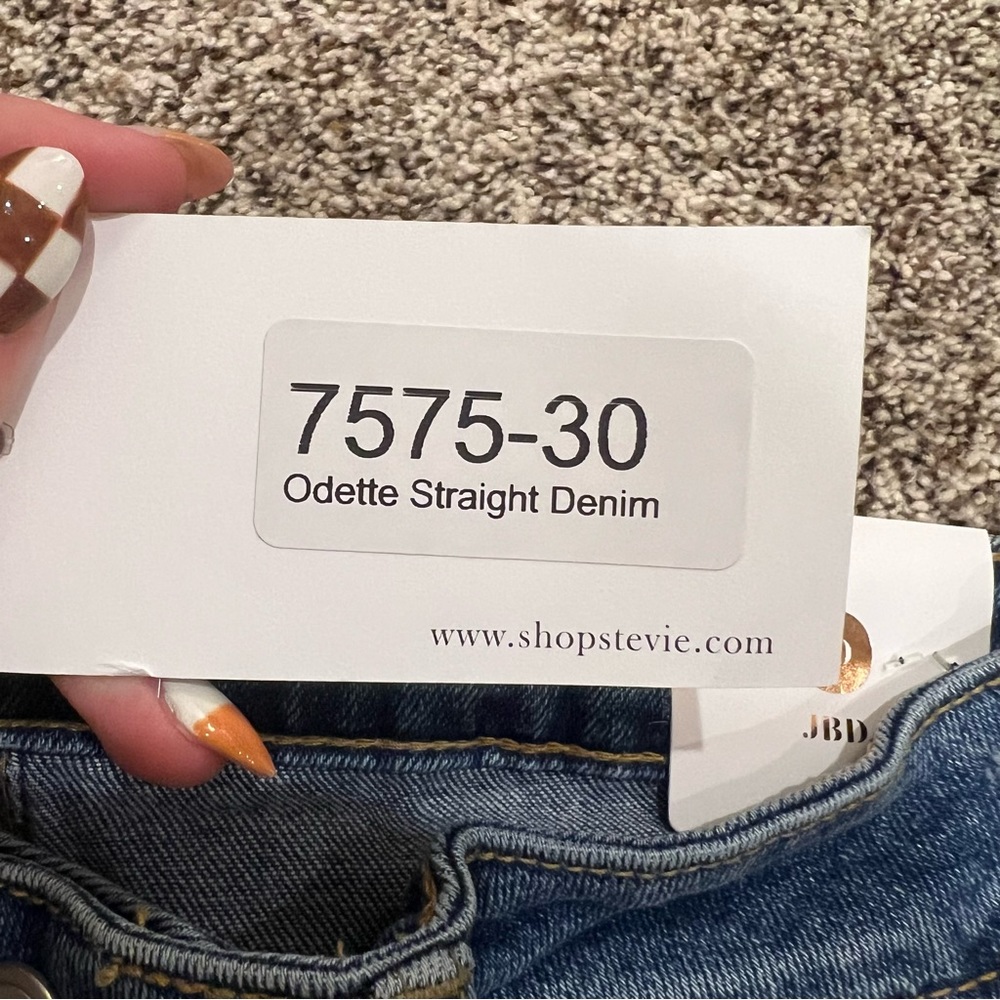 7575-30
Odette Straight Denim
www.shopstevie.com
JBD